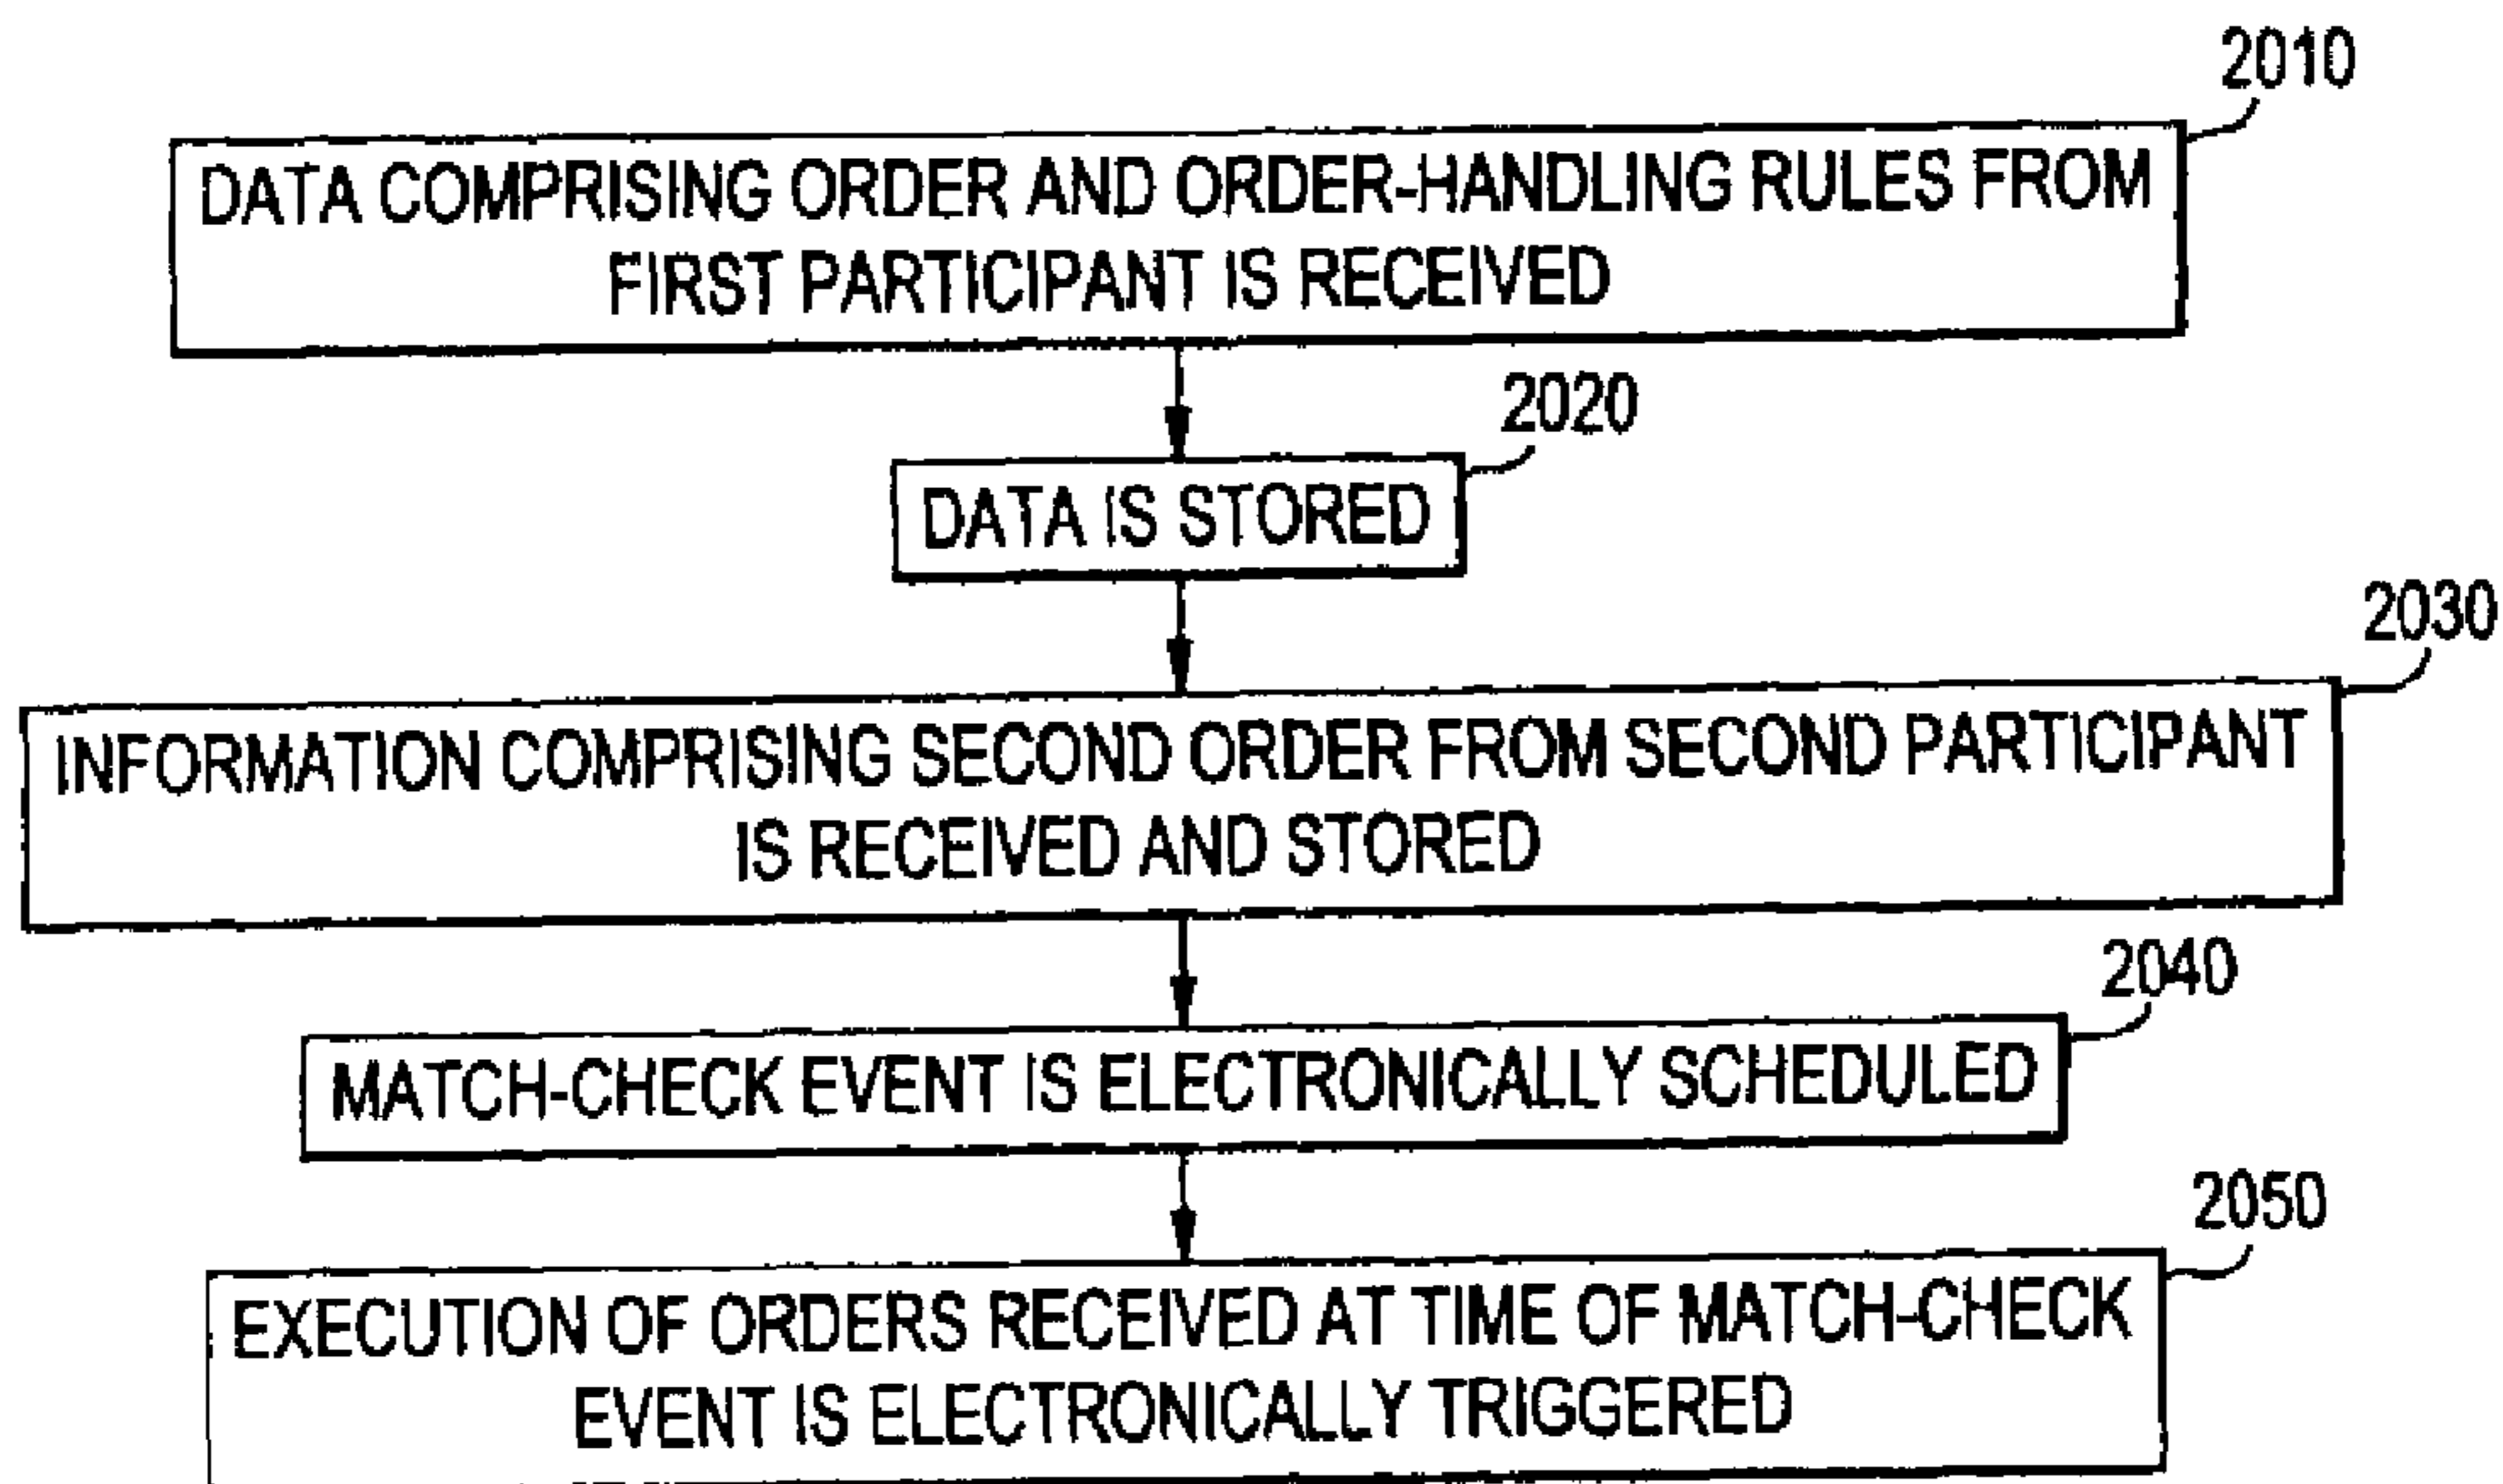 2010
DATA COMPRISING ORDER AND ORDER-HANDLING RULES FROM
FIRST PARTICIPANT IS RECEIVED
2020
DATA IS STORED
2030
INFORMATION COMPRISING SECOND ORDER FROM SECOND PARTICIPANT
IS RECEIVED AND STORED
2040
MATCH-CHECK EVENT IS ELECTRONICALLY SCHEDULED
2050
EXECUTION OF ORDERS RECEIVED AT TIME OF MATCH-CHECK
EVENT IS ELECTRONICALLY TRIGGERED